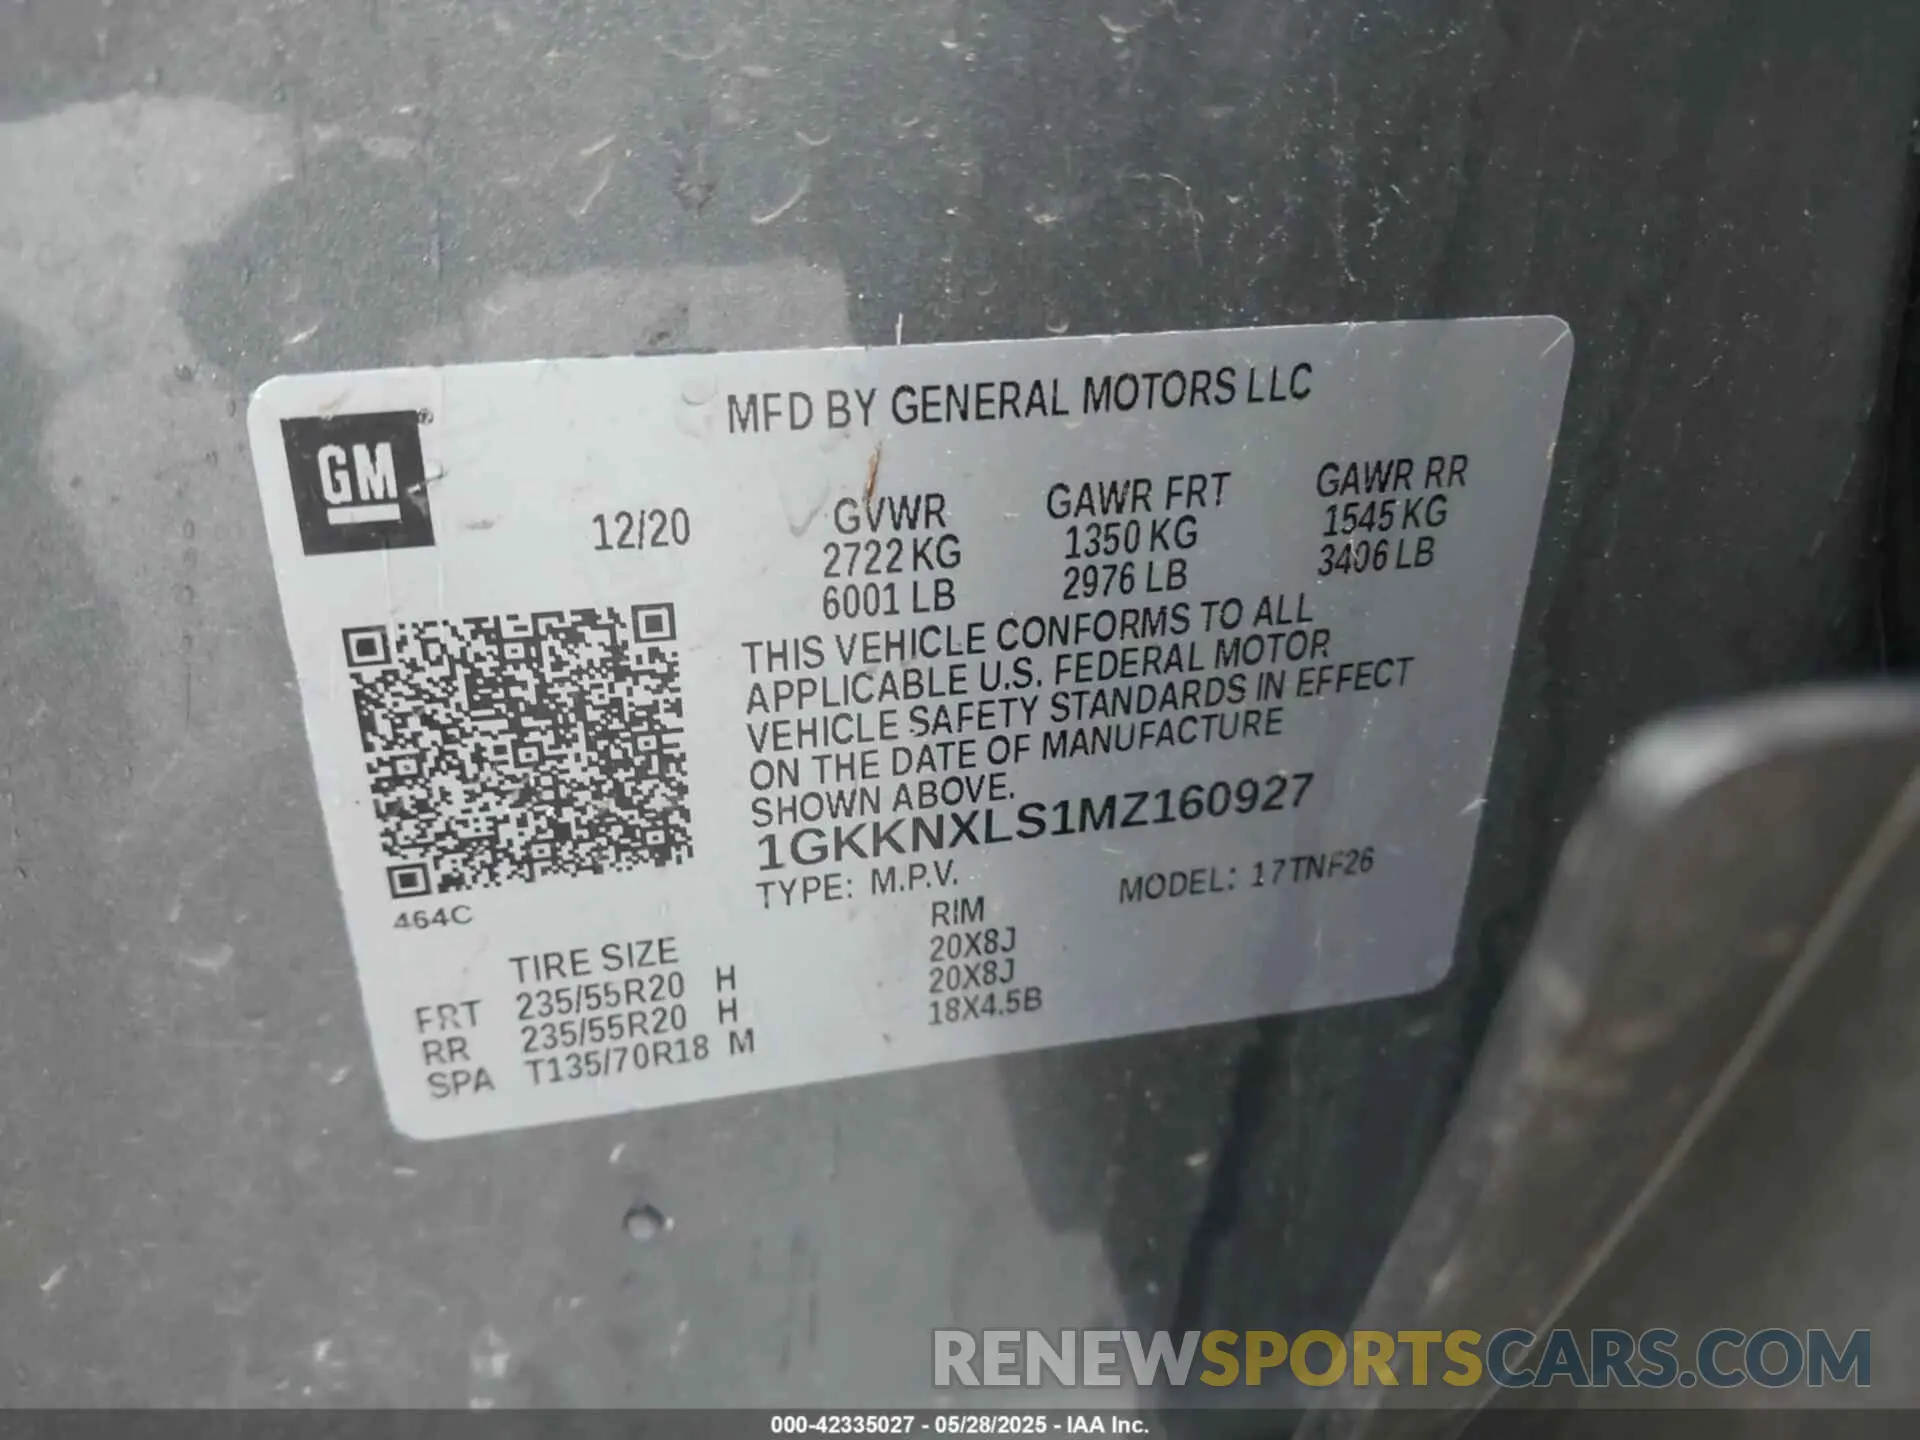 MFD BY GENERAL MOTORS LLC
GM®
12/20
GVWR GAWR FRT GAWR RR
2722 KG 1350 KG 1545 KG
6001 LB 2976 LB 3406 LB
THIS VEHICLE CONFORMS TO ALL
APPLICABLE U.S. FEDERAL MOTOR
VEHICLE SAFETY STANDARDS IN EFFECT
ON THE DATE OF MANUFACTURE
SHOWN ABOVE.
1GKKNXLS1MZ160927
TYPE: M.P.V. MODEL: 17TNF26
464C
TIRE SIZE RIM
FRT 235/55R20 H 20X8J
RR 235/55R20 H 20X8J
SPA T135/70R18 M 18X4.5B
RENEWSPORTSCARS.COM
000-42335027 - 05/28/2025 - IAA Inc.